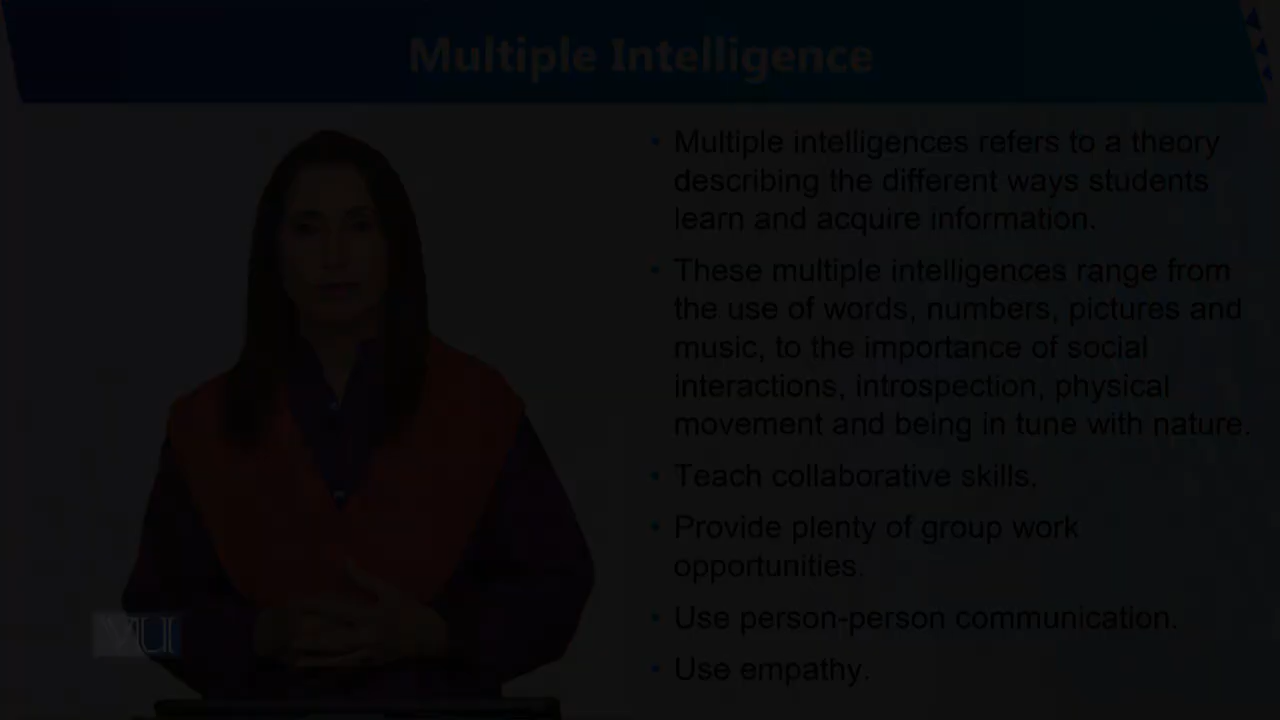 Multiple Intelligence
• Multiple intelligences refers to a theory
describing the different ways students
learn and acquire information.
• These multiple intelligences range from
the use of words, numbers, pictures and
music, to the importance of social
interactions, introspection, physical
movement and being in tune with nature.
• Teach collaborative skills.
• Provide plenty of group work
opportunities.
• Use person-person communication.
• Use empathy.
VU